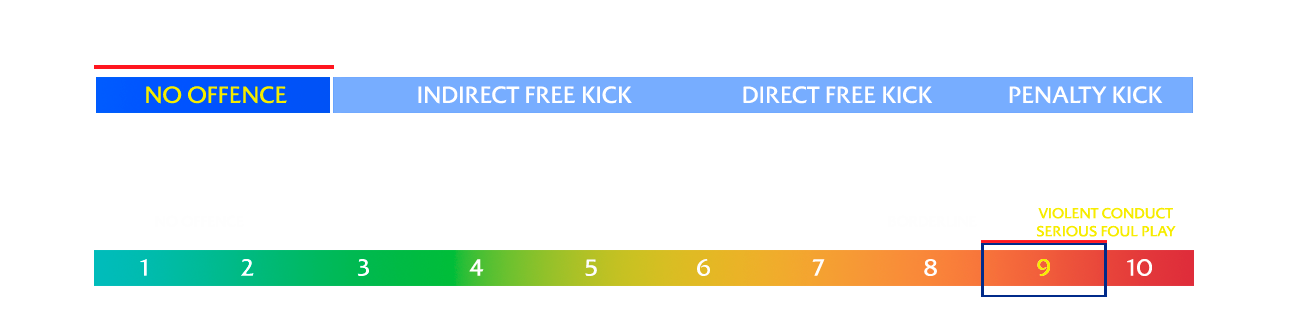 NO OFFENCE INDIRECT FREE KICK DIRECT FREE KICK PENALTY KICK
VIOLENT CONDUCT
SERIOUS FOUL PLAY
1 2 3 4 5 6 7 8 9 10